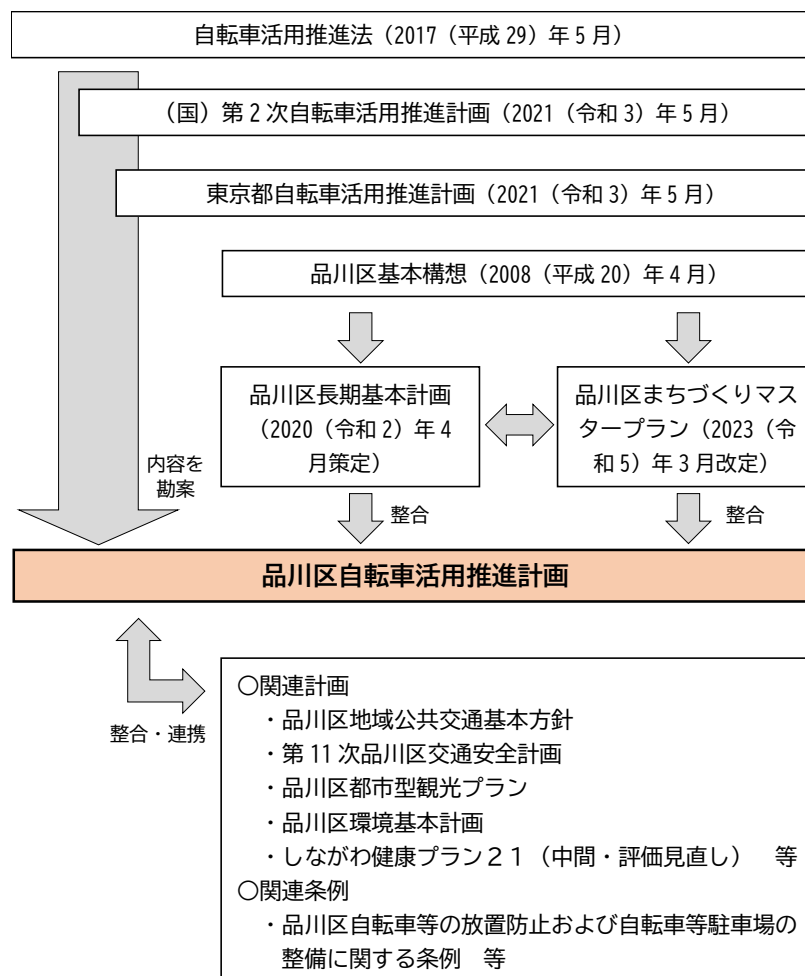 自転車活用推進法（2017（平成 29）年 5 月）
（国）第 2 次自転車活用推進計画（2021（令和 3）年 5 月）
東京都自転車活用推進計画（2021（令和 3）年 5 月）
品川区基本構想（2008（平成 20）年 4 月）
品川区長期基本計画
（2020（令和 2）年 4
月策定）
品川区まちづくりマス
タープラン（2023（令
和 5）年 3 月改定）
内容を
勘案
整合
整合
品川区自転車活用推進計画
整合・連携
〇関連計画
・品川区地域公共交通基本方針
・第 11 次品川区交通安全計画
・品川区都市型観光プラン
・品川区環境基本計画
・しながわ健康プラン２１（中間・評価見直し）　等
〇関連条例
・品川区自転車等の放置防止および自転車等駐車場の
整備に関する条例　等